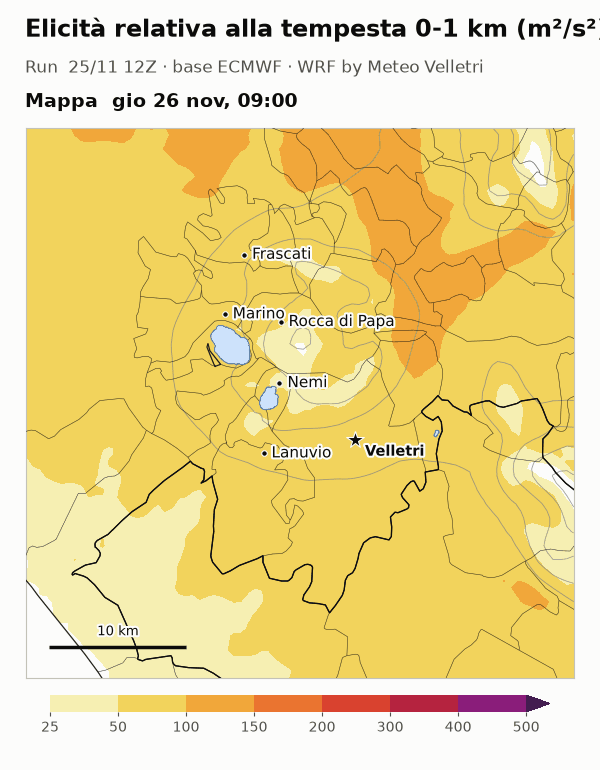 Elicità relativa alla tempesta 0-1 km (m²/s²)
Run  25/11 12Z · base ECMWF · WRF by Meteo Velletri
Mappa  gio 26 nov, 09:00
Frascati
Marino
Rocca di Papa
Nemi
Velletri
Lanuvio
10 km
25 50 100 150 200 300 400 500